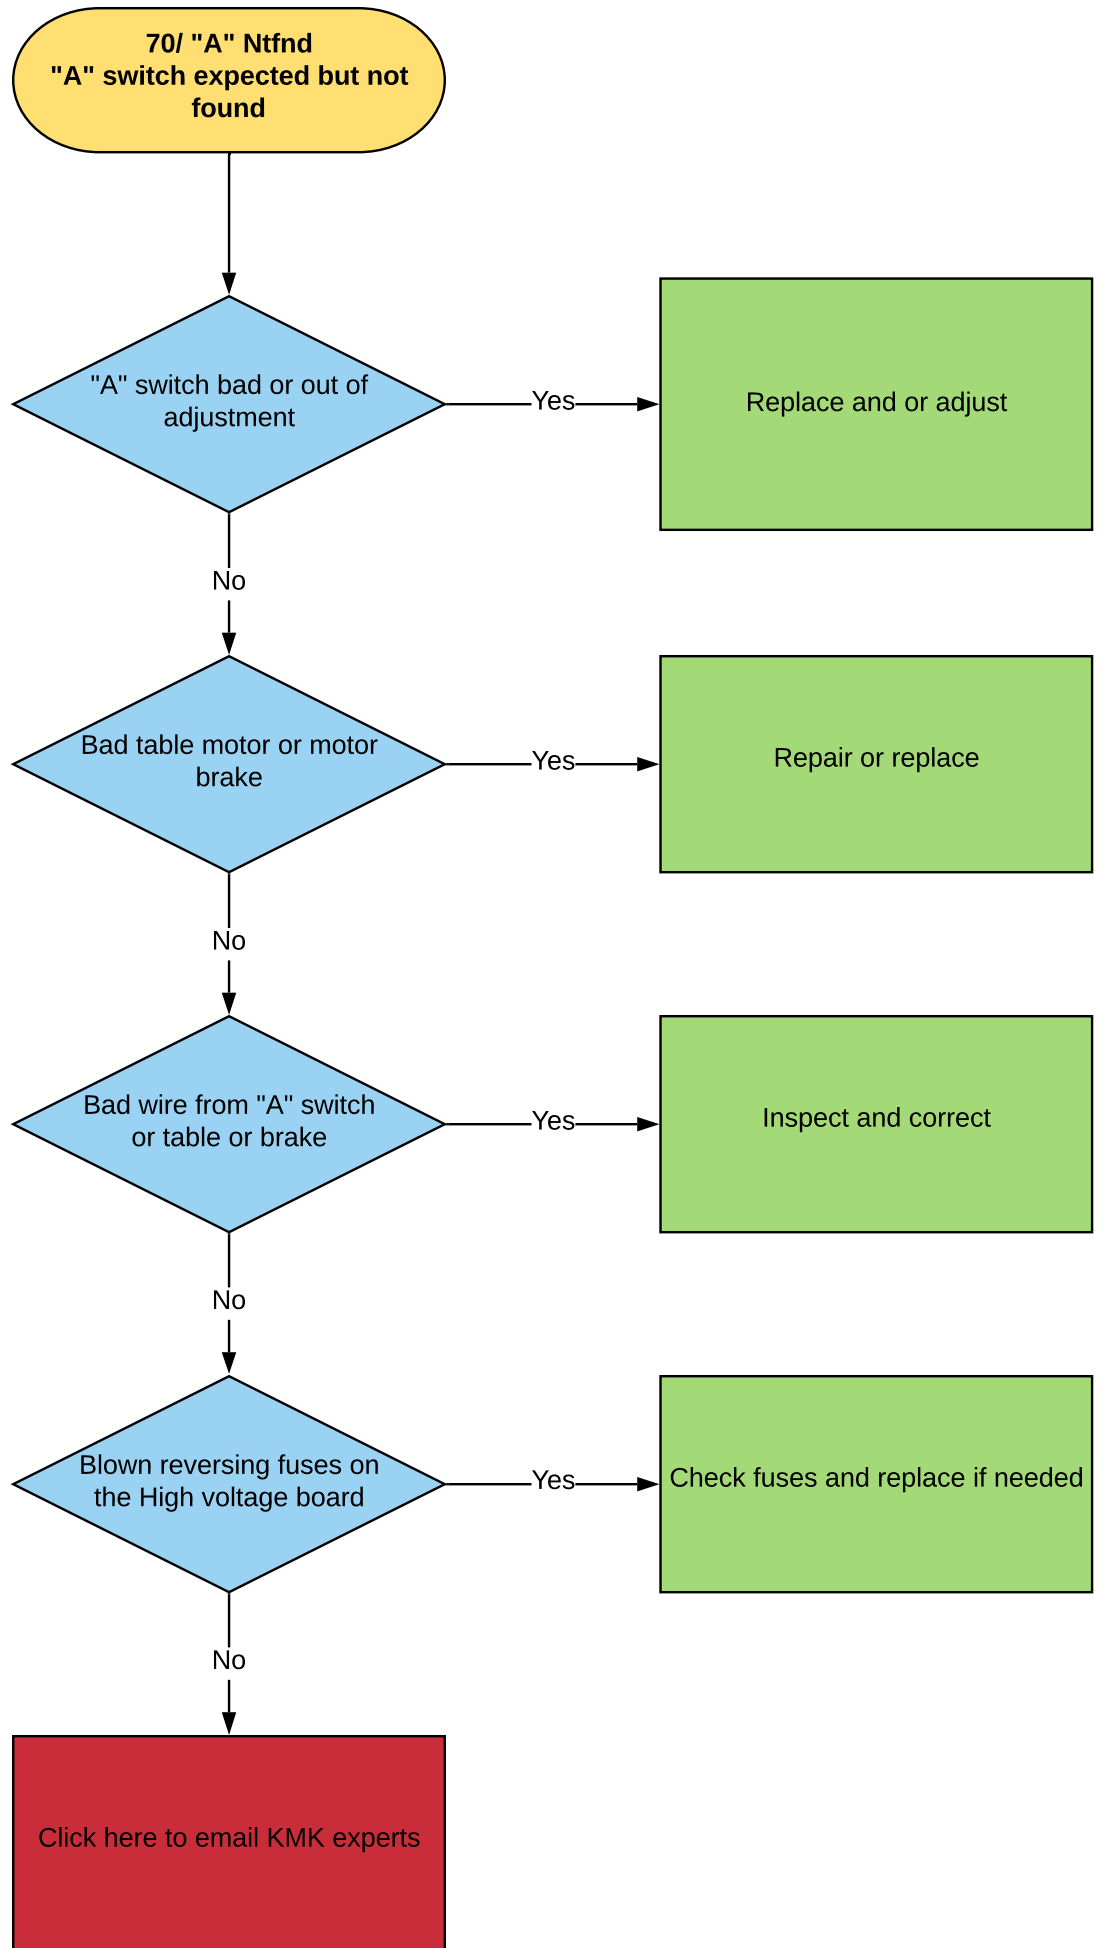 70/ "A" Ntfnd
"A" switch expected but not
found
"A" switch bad or out of
adjustment
Yes
Replace and or adjust
No
Bad table motor or motor
brake
Yes
Repair or replace
No
Bad wire from "A" switch
or table or brake
Yes
Inspect and correct
No
Blown reversing fuses on
the High voltage board
Yes
Check fuses and replace if needed
No
Click here to email KMK experts